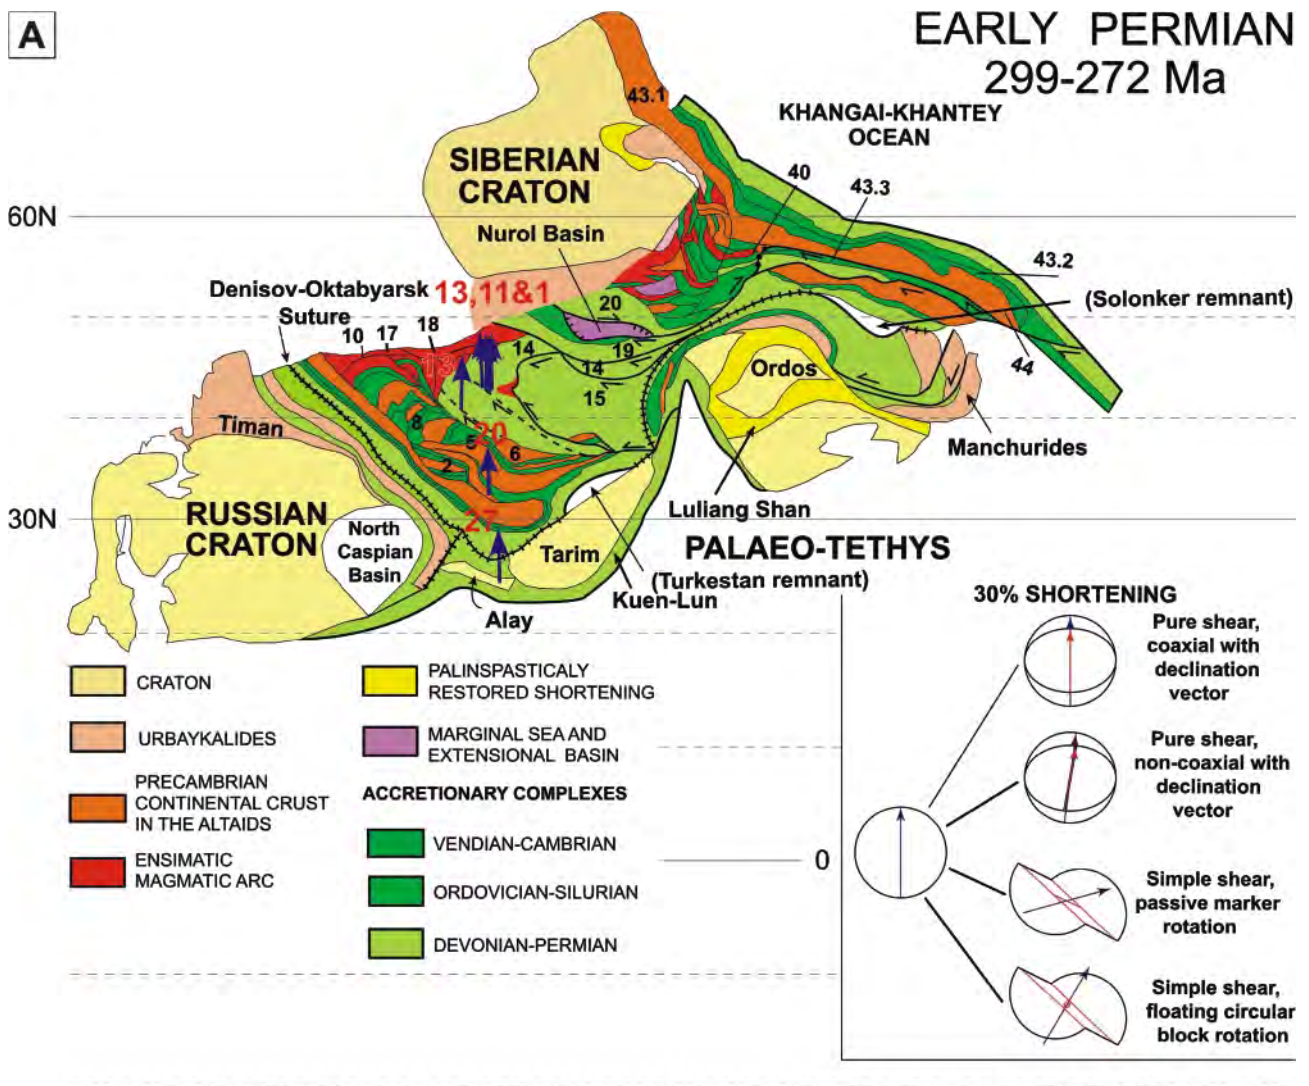 A
EARLY PERMIAN
299-272 Ma
43.1
KHANGAI-KHANTEY
OCEAN
SIBERIAN
CRATON
40
43.3
60N
Nurol Basin
43.2
Denisov-Oktabyarsk
Suture
13,11&1
20
(Solonker remnant)
10
17
18
13
14
19
14
15
Ordos
44
8
5
20
6
2
Timan
Manchurides
Luliang Shan
27
30N
RUSSIAN
CRATON
North
Caspian
Basin
Tarim
PALAEO-TETHYS
(Turkestan remnant)
Kuen-Lun
Alay
CRATON
URBAYKALIDES
PRECAMBRIAN
CONTINENTAL CRUST
IN THE ALTAIDS
ENSIMATIC
MAGMATIC ARC
PALINSPASTICALY
RESTORED SHORTENING
MARGINAL SEA AND
EXTENSIONAL BASIN
ACCRETIONARY COMPLEXES
VENDIAN-CAMBRIAN
ORDOVICIAN-SILURIAN
DEVONIAN-PERMIAN
0
30% SHORTENING
Pure shear,
coaxial with
declination
vector
Pure shear,
non-coaxial with
declination
vector
Simple shear,
passive marker
rotation
Simple shear,
floating circular
block rotation